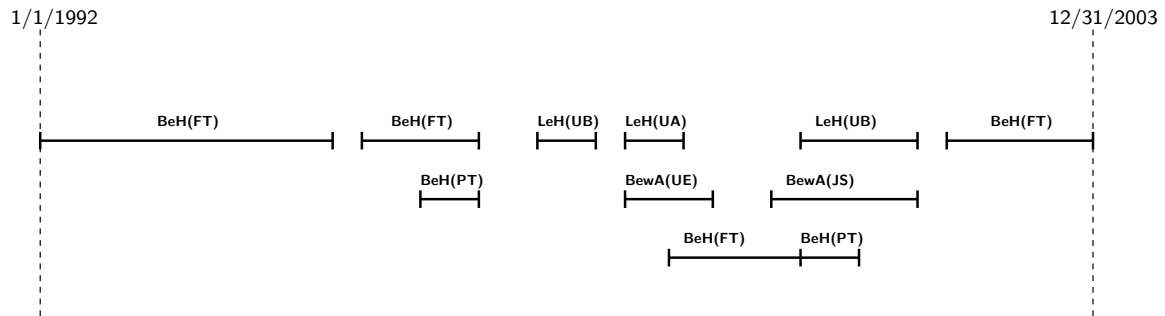 1/1/1992 12/31/2003
BeH(FT) BeH(FT) LeH(UB) LeH(UA) LeH(UB) BeH(FT)
BeH(PT) BewA(UE) BewA(JS)
BeH(FT) BeH(PT)